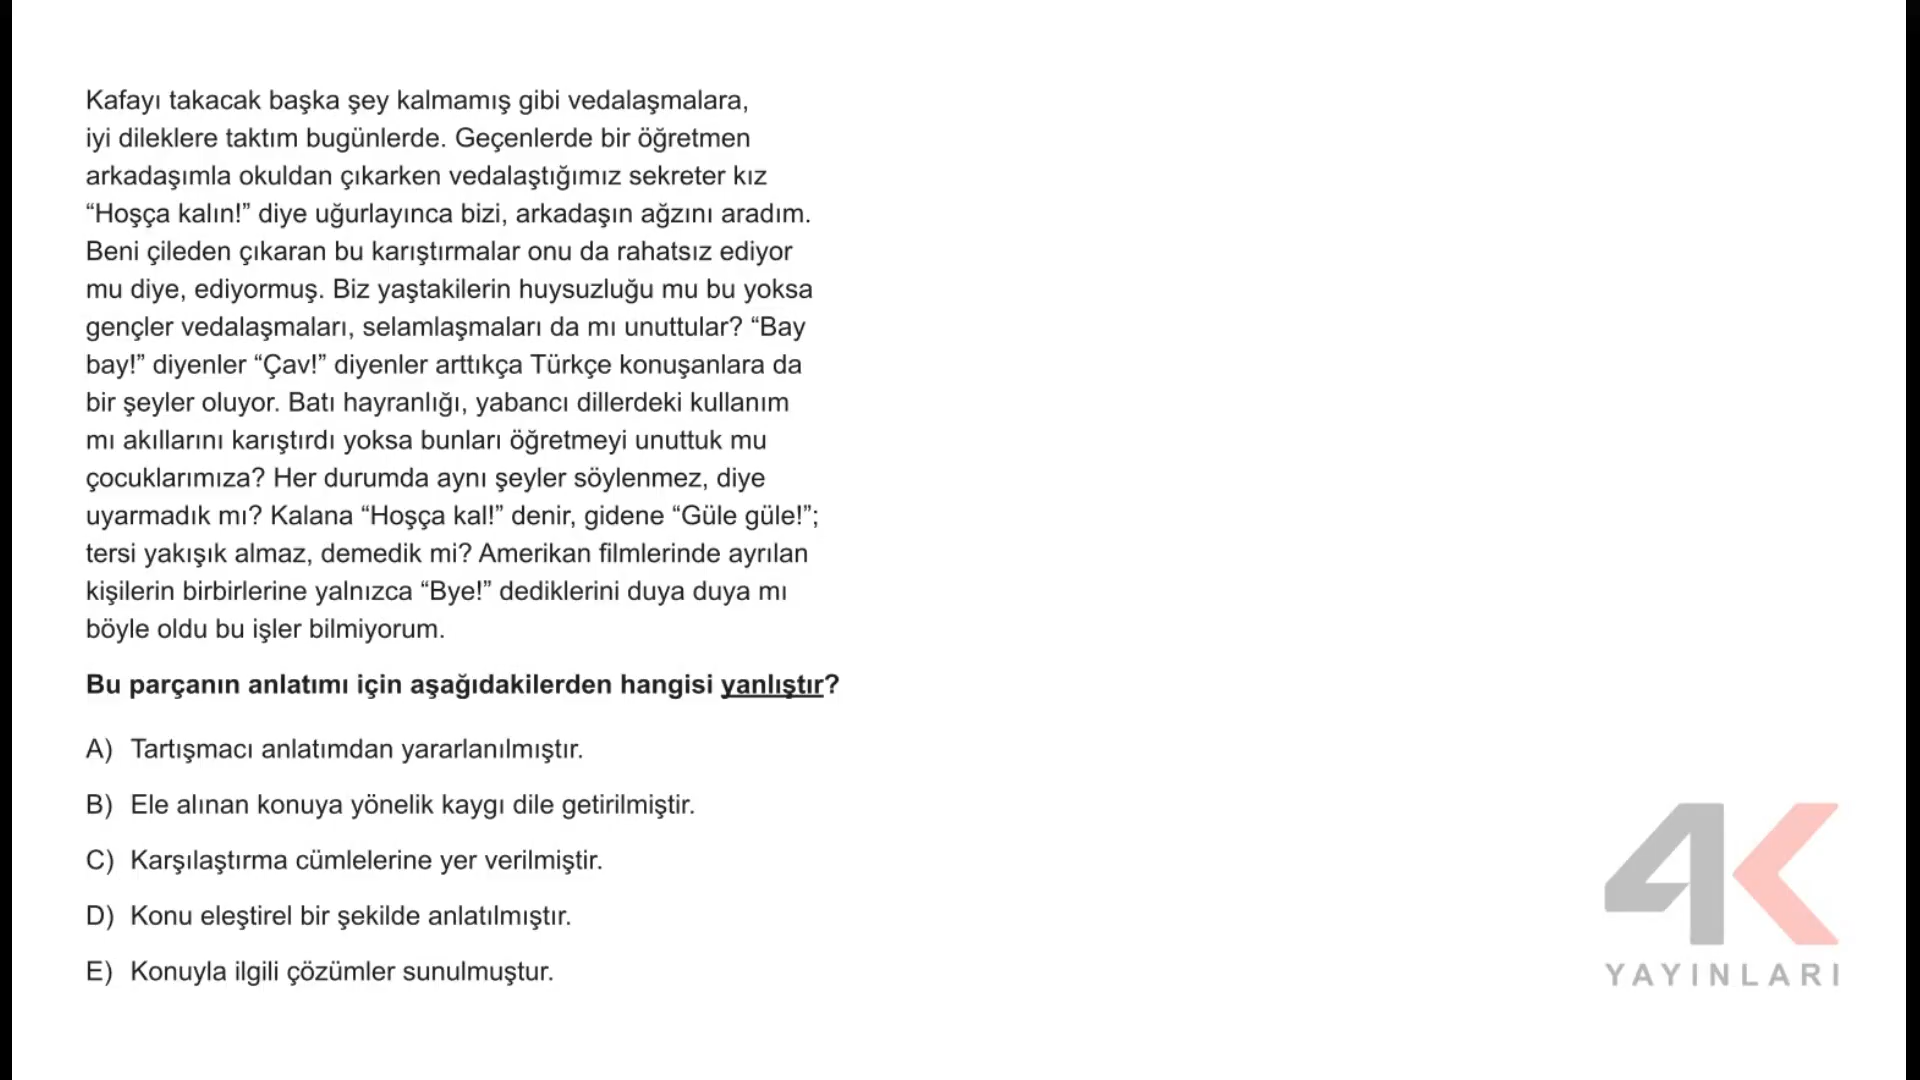 Kafayı takacak başka şey kalmamış gibi vedalaşmalara,
iyi dileklere taktım bugünlerde. Geçenlerde bir öğretmen
arkadaşımla okuldan çıkarken vedalaştığımız sekreter kız
“Hoşça kalın!” diye uğurlayınca bizi, arkadaşın ağzını aradım.
Beni çileden çıkaran bu karıştırmalar onu da rahatsız ediyor
mu diye, ediyormuş. Biz yaştakilerin huysuzluğu mu bu yoksa
gençler vedalaşmaları, selamlaşmaları da mı unuttular? “Bay
bay!” diyenler “Çav!” diyenler arttıkça Türkçe konuşanlara da
bir şeyler oluyor. Batı hayranlığı, yabancı dillerdeki kullanım
mı akıllarını karıştırdı yoksa bunları öğretmeyi unuttuk mu
çocuklarımıza? Her durumda aynı şeyler söylenmez, diye
uyarmadık mı? Kalana “Hoşça kal!” denir, gidene “Güle güle!”;
tersi yakışık almaz, demedik mi? Amerikan filmlerinde ayrılan
kişilerin birbirlerine yalnızca “Bye!” dediklerini duya duya mı
böyle oldu bu işler bilmiyorum.
Bu parçanın anlatımı için aşağıdakilerden hangisi yanlıştır?
A) Tartışmacı anlatımdan yararlanılmıştır.
B) Ele alınan konuya yönelik kaygı dile getirilmiştir.
C) Karşılaştırma cümlelerine yer verilmiştir.
D) Konu eleştirel bir şekilde anlatılmıştır.
E) Konuyla ilgili çözümler sunulmuştur.
4K
YAYINLARI